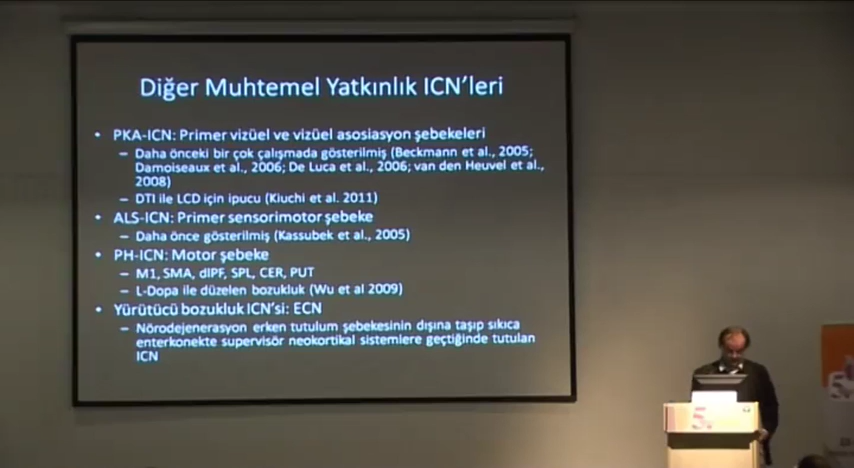 Diğer Muhtemel Yatkınlık ICN'leri
• PKA-ICN: Primer vizüel ve vizüel asosiasyon şebekeleri
– Daha önceki bir çok çalışmada gösterilmiş (Beckmann et al., 2005;
Damoiseaux et al., 2006; De Luca et al., 2006; van den Heuvel et al.,
2008)
– DTI ile LCD için ipucu (Kiuchi et al. 2011)
• ALS-ICN: Primer sensorimotor şebeke
– Daha önce gösterilmiş (Kassubek et al., 2005)
• PH-ICN: Motor şebeke
– M1, SMA, dlPF, SPL, CER, PUT
– L-Dopa ile düzelen bozukluk (Wu et al 2009)
• Yürütücü bozukluk ICN'si: ECN
– Nörodejenerasyon erken tutulum şebekesinin dışına taşıp sıkıca
enterkonekte supervisör neokortikal sistemlere geçtiğinde tutulan
ICN
5.
5.